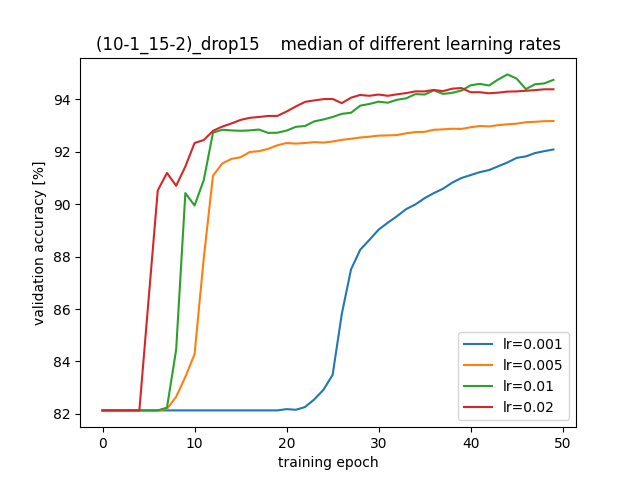 (10-1_15-2)_drop15    median of different learning rates
validation accuracy [%]
94
92
90
88
86
84
82
0 10 20 30 40 50
training epoch
lr=0.001
lr=0.005
lr=0.01
lr=0.02